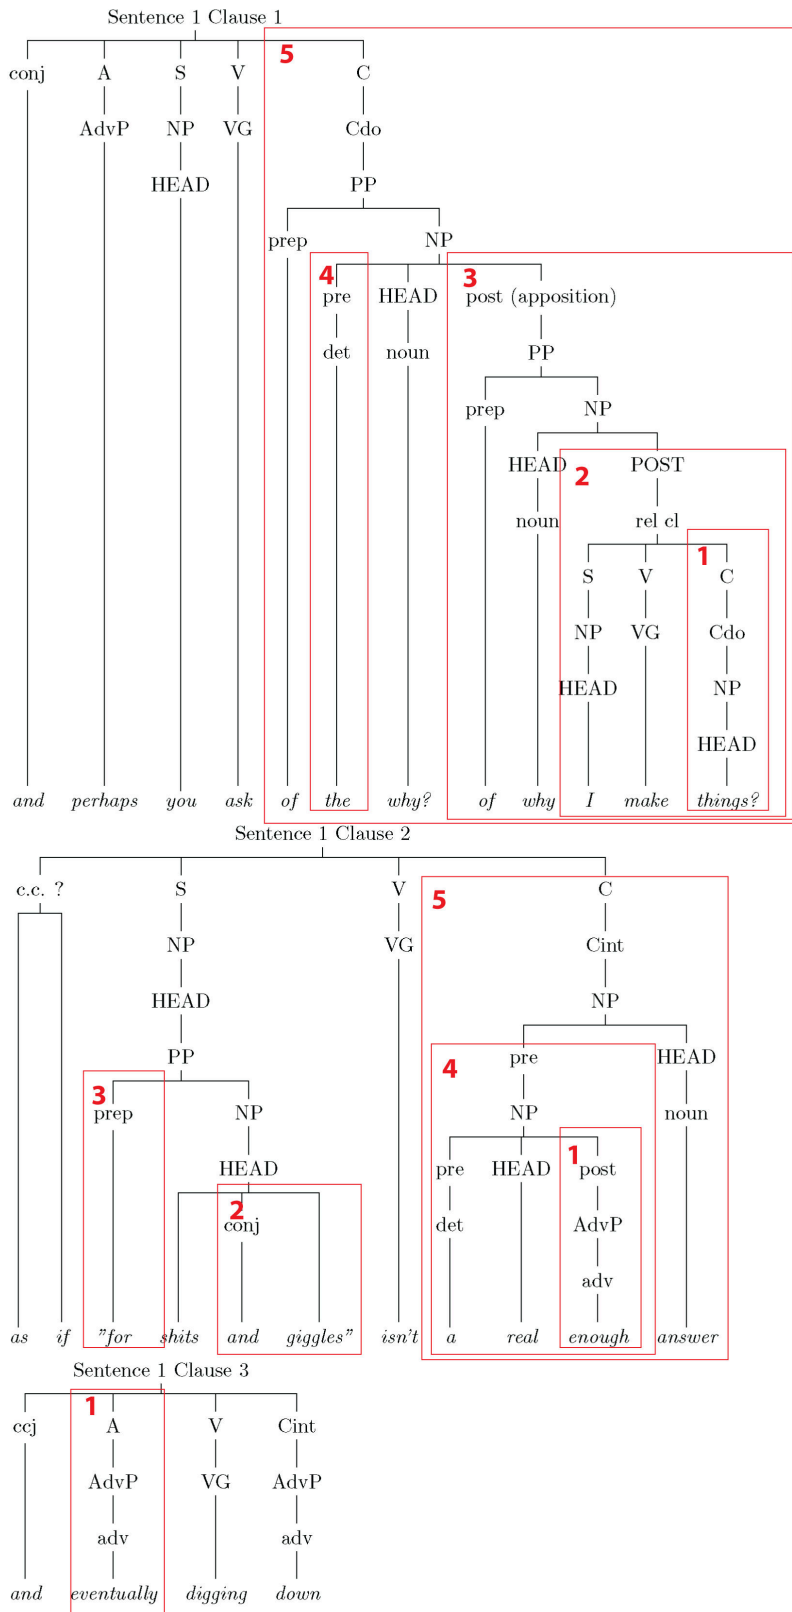 Sentence 1 Clause 1
5
conj A S V C
AdvP NP VG Cdo
HEAD PP
prep NP
4 3
pre HEAD post (apposition)
det noun PP
prep NP
HEAD POST
2
noun rel cl
1
S V C
NP VG Cdo
HEAD NP
HEAD
and perhaps you ask of the why? of why I make things?
Sentence 1 Clause 2
c.c. ? S V C
5
NP VG Cint
HEAD NP
PP pre HEAD
3 4
prep NP NP noun
HEAD pre HEAD 1 post
2
conj det AdvP
adv
as if "for shits and giggles" isn't a real enough answer
Sentence 1 Clause 3
1
ccj A V Cint
AdvP VG AdvP
adv adv
and eventually digging down